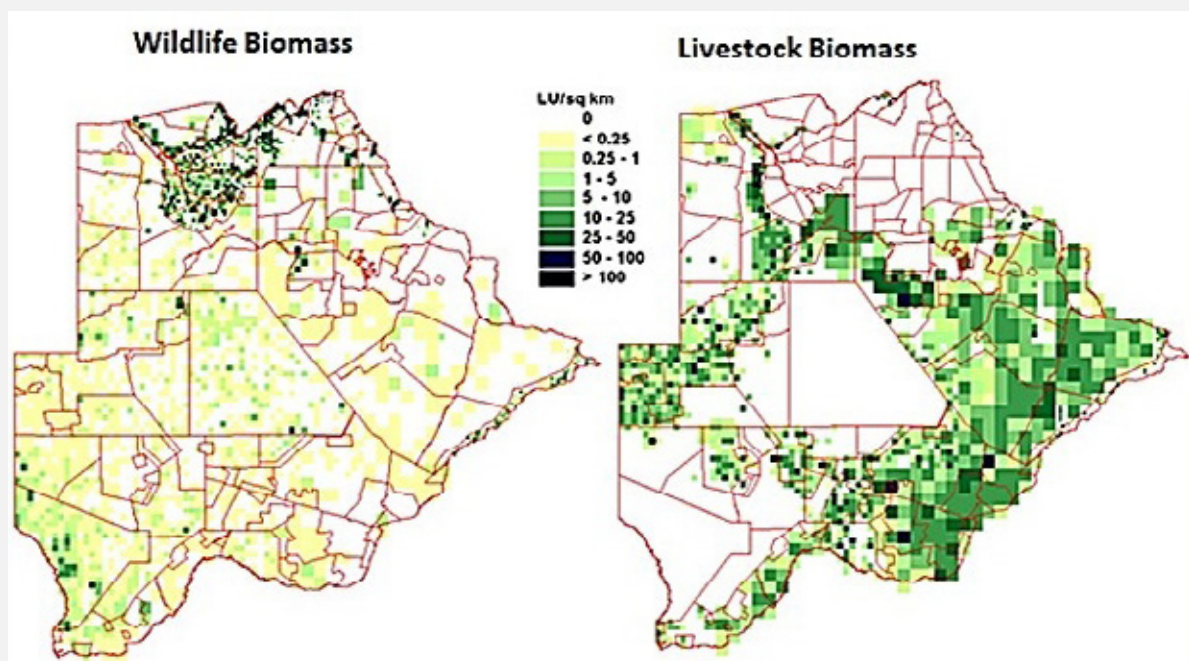 Wildlife Biomass
Livestock Biomass
LU/sq km
0
< 0.25
0.25 - 1
1 - 5
5 - 10
10 - 25
25 - 50
50 - 100
> 100